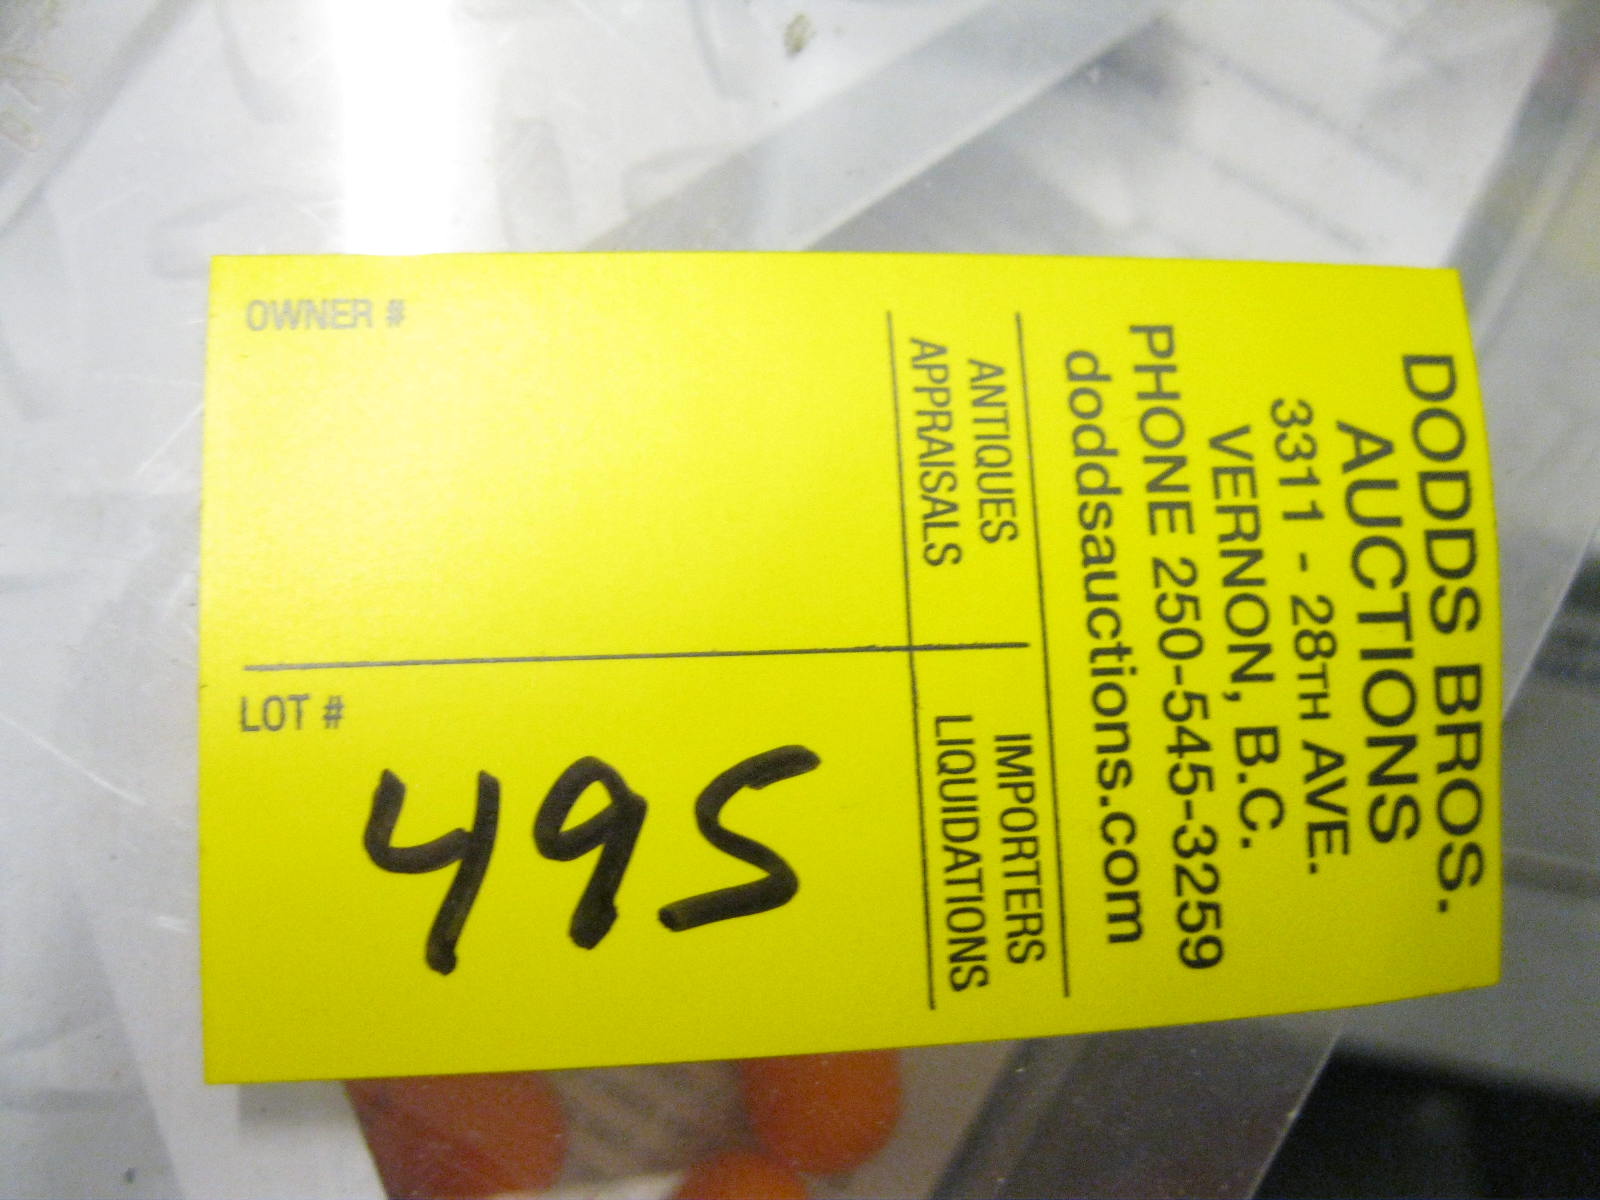 DODDS BROS.
AUCTIONS
3311 - 28TH AVE.
VERNON, B.C.
PHONE 250-545-3259
doddsauctions.com
ANTIQUES
APPRAISALS
IMPORTERS
LIQUIDATIONS
OWNER #
LOT #
495